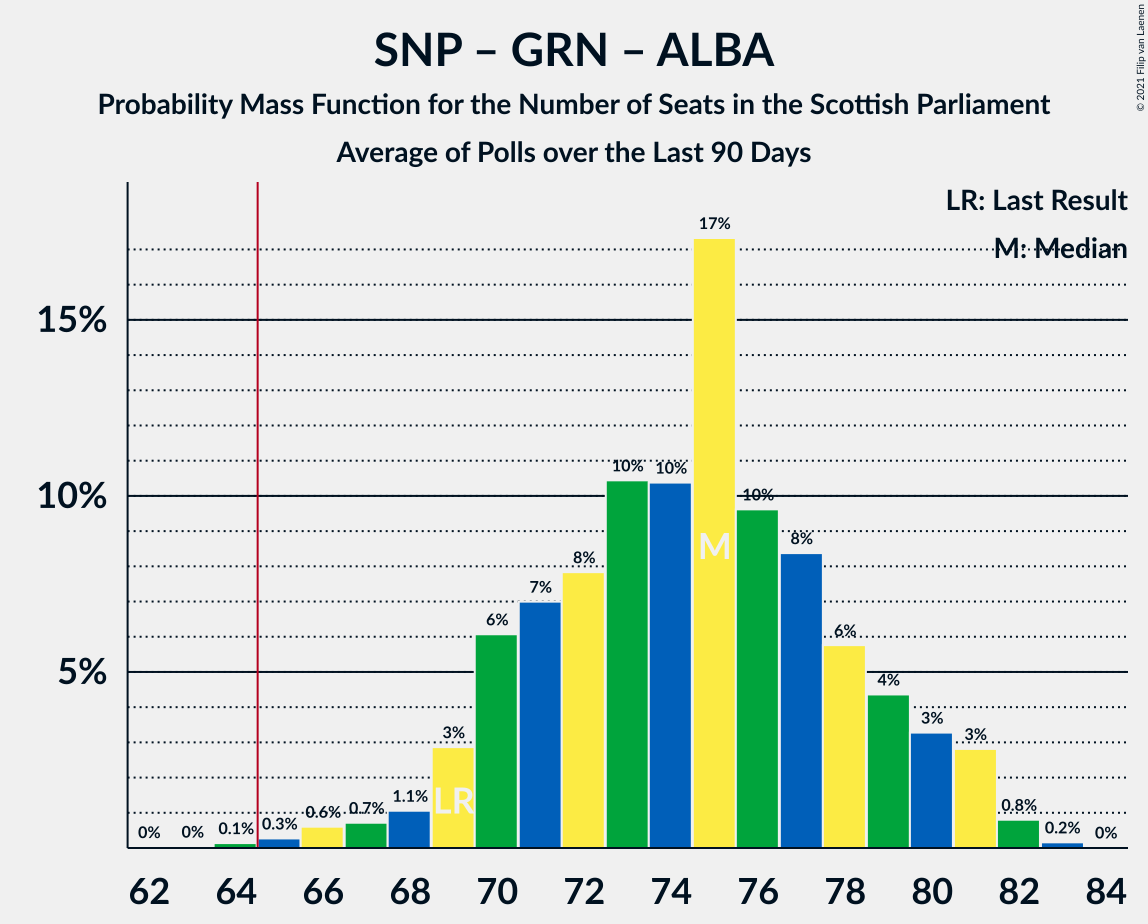 SNP – GRN – ALBA
Probability Mass Function for the Number of Seats in the Scottish Parliament
Average of Polls over the Last 90 Days
© 2021 Filip van Laenen
LR: Last Result
M: Median
15%
10%
5%
0%
0%
0.1%
0.3%
0.6%
0.7%
1.1%
3%
6%
7%
8%
10%
10%
17%
10%
8%
6%
4%
3%
3%
0.8%
0.2%
0%
LR
M
62 64 66 68 70 72 74 76 78 80 82 84